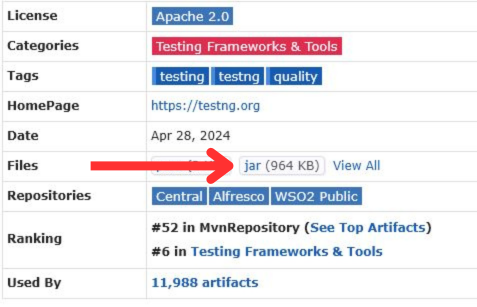 License Apache 2.0
Categories Testing Frameworks & Tools
Tags testing testng quality
HomePage https://testng.org
Date Apr 28, 2024
Files jar (964 KB) View All
Repositories Central Alfresco WSO2 Public
Ranking #52 in MvnRepository (See Top Artifacts)
#6 in Testing Frameworks & Tools
Used By 11,988 artifacts